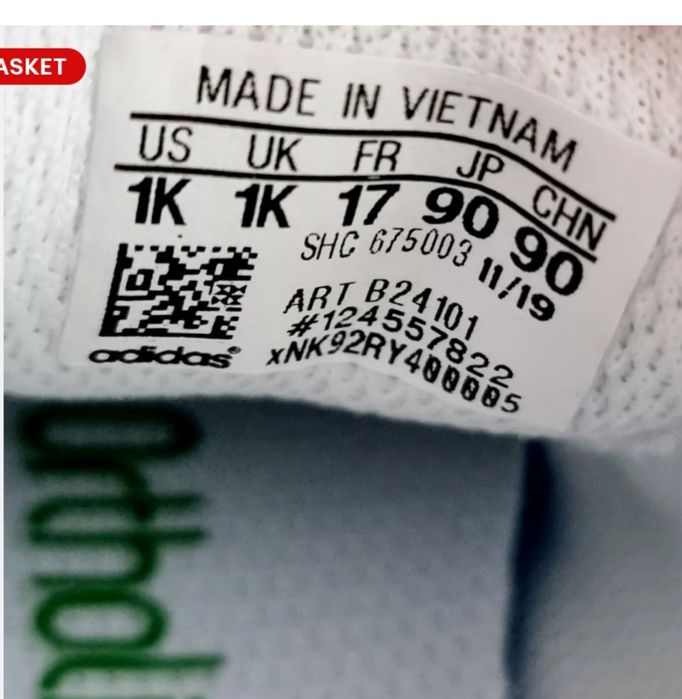 ASKET
MADE IN VIETNAM
US UK FR JP CHN
1K 1K 17 90 90
SHC 675003 11/19
ART B24101
#124557822
xNK92RY400005
adidas®
Ortholi